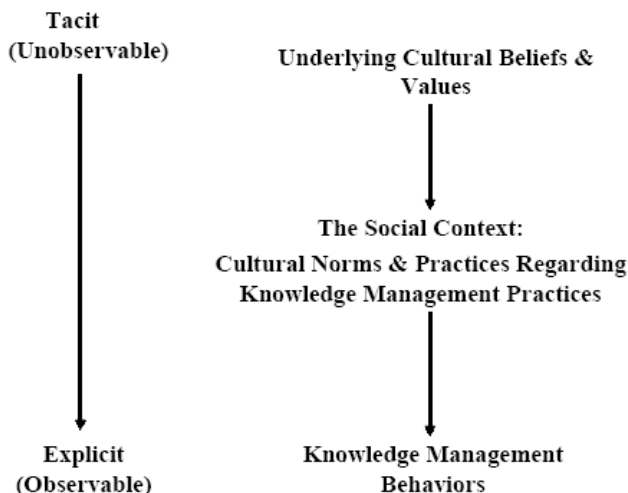 Tacit
(Unobservable)
Underlying Cultural Beliefs &
Values
The Social Context:
Cultural Norms & Practices Regarding
Knowledge Management Practices
Explicit
(Observable)
Knowledge Management
Behaviors